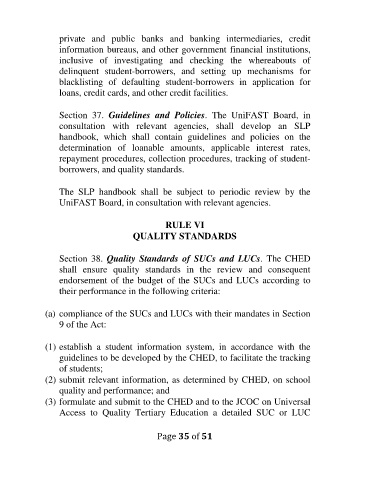 private and public banks and banking intermediaries, credit
information bureaus, and other government financial institutions,
inclusive of investigating and checking the whereabouts of
delinquent student-borrowers, and setting up mechanisms for
blacklisting of defaulting student-borrowers in application for
loans, credit cards, and other credit facilities.
Section 37. Guidelines and Policies. The UniFAST Board, in
consultation with relevant agencies, shall develop an SLP
handbook, which shall contain guidelines and policies on the
determination of loanable amounts, applicable interest rates,
repayment procedures, collection procedures, tracking of student-
borrowers, and quality standards.
The SLP handbook shall be subject to periodic review by the
UniFAST Board, in consultation with relevant agencies.
RULE VI
QUALITY STANDARDS
Section 38. Quality Standards of SUCs and LUCs. The CHED
shall ensure quality standards in the review and consequent
endorsement of the budget of the SUCs and LUCs according to
their performance in the following criteria:
(a) compliance of the SUCs and LUCs with their mandates in Section
9 of the Act:
(1) establish a student information system, in accordance with the
guidelines to be developed by the CHED, to facilitate the tracking
of students;
(2) submit relevant information, as determined by CHED, on school
quality and performance; and
(3) formulate and submit to the CHED and to the JCOC on Universal
Access to Quality Tertiary Education a detailed SUC or LUC
Page 35 of 51